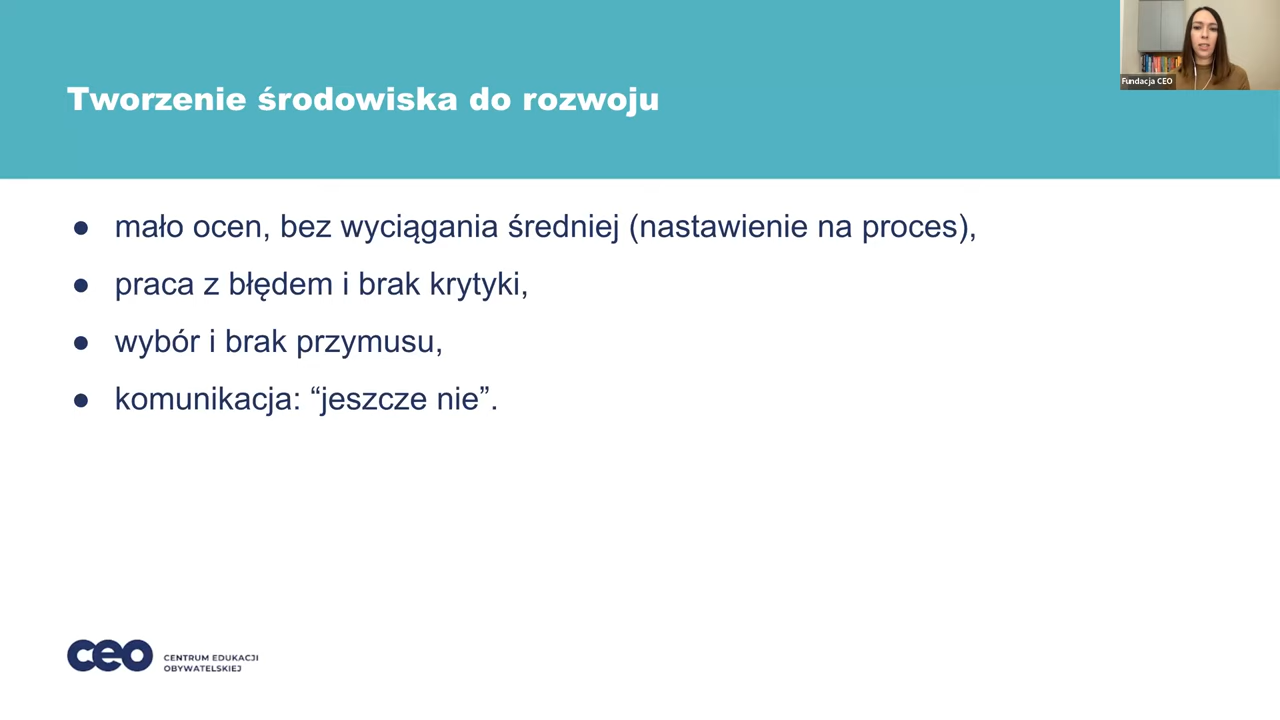 Fundacja CEO
Tworzenie środowiska do rozwoju
● mało ocen, bez wyciągania średniej (nastawienie na proces),
● praca z błędem i brak krytyki,
● wybór i brak przymusu,
● komunikacja: “jeszcze nie”.
ceo CENTRUM EDUKACJI
OBYWATELSKIEJ